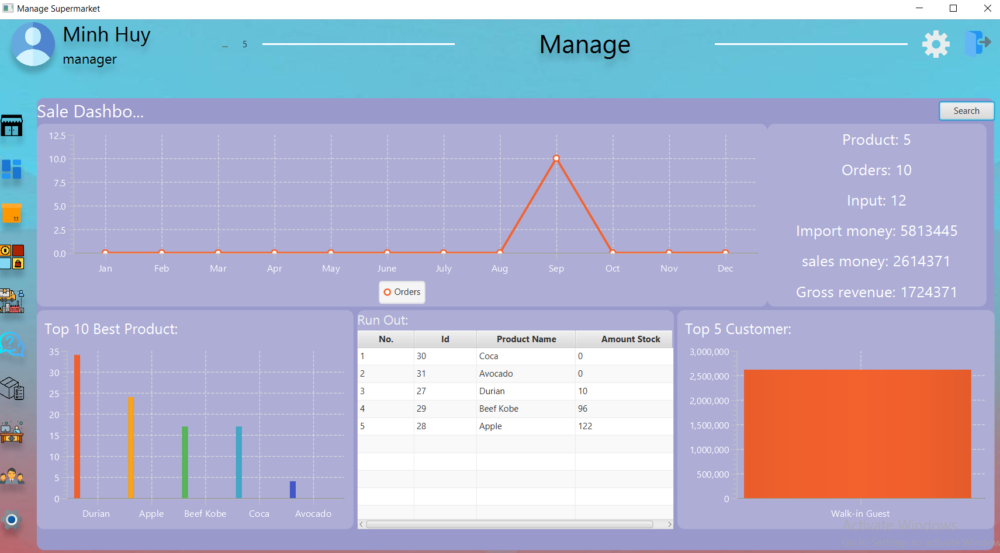 Manage Supermarket
Minh Huy
manager
... 5
Manage
Sale Dashbo...
Search
12.5
10.0
7.5
5.0
2.5
0.0
Jan Feb Mar Apr May June July Aug Sep Oct Nov Dec
Orders
Product: 5
Orders: 10
Input: 12
Import money: 5813445
sales money: 2614371
Gross revenue: 1724371
Top 10 Best Product:
35
30
25
20
15
10
5
0
Durian Apple Beef Kobe Coca Avocado
Run Out:
No. Id Product Name Amount Stock
1 30 Coca 0
2 31 Avocado 0
3 27 Durian 10
4 29 Beef Kobe 96
5 28 Apple 122
Top 5 Customer:
3,000,000
2,500,000
2,000,000
1,500,000
1,000,000
500,000
0
Walk-in Guest
Activate Windows
Go to Settings to activate Window